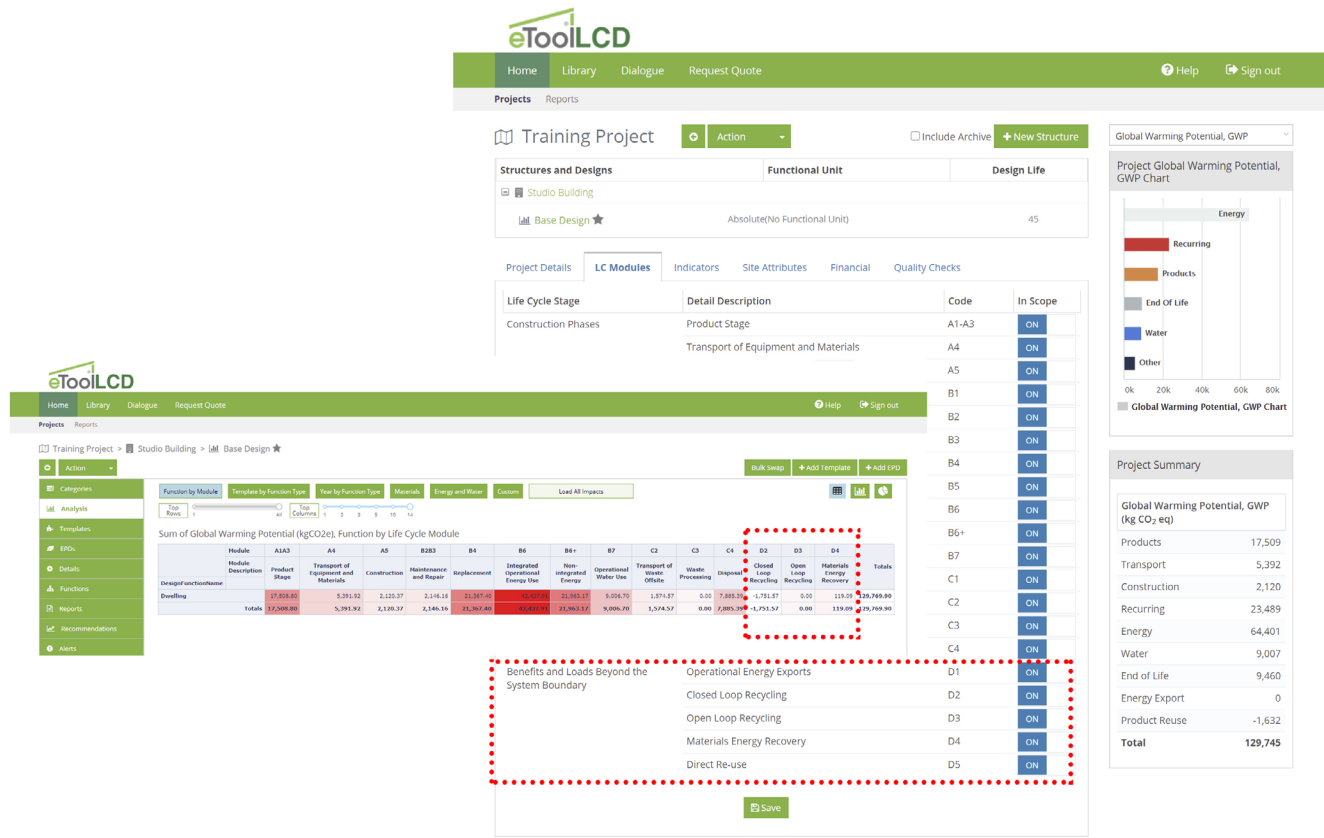 eToolLCD
Home Library Dialogue Request Quote Help Sign out
Projects Reports
Training Project Action Include Archive + New Structure
Structures and Designs Functional Unit Design Life
Studio Building
Base Design Absolute(No Functional Unit) 45
Project Details LC Modules Indicators Site Attributes Financial Quality Checks
Life Cycle Stage Detail Description Code In Scope
Construction Phases Product Stage A1-A3 ON
Transport of Equipment and Materials A4 ON
A5 ON
B1 ON
B2 ON
B3 ON
B4 ON
B5 ON
B6 ON
B6+ ON
B7 ON
C1 ON
C2 ON
C3 ON
C4 ON
Benefits and Loads Beyond the
System Boundary
Operational Energy Exports D1 ON
Closed Loop Recycling D2 ON
Open Loop Recycling D3 ON
Materials Energy Recovery D4 ON
Direct Re-use D5 ON
Save
Global Warming Potential, GWP
Project Global Warming Potential,
GWP Chart
Energy
Recurring
Products
End Of Life
Water
Other
0k 20k 40k 60k 80k
Global Warming Potential, GWP Chart
Project Summary
Global Warming Potential, GWP
(kg CO₂ eq)
Products 17,509
Transport 5,392
Construction 2,120
Recurring 23,489
Energy 64,401
Water 9,007
End of Life 9,460
Energy Export 0
Product Reuse -1,632
Total 129,745
eToolLCD
Home Library Dialogue Request Quote Help Sign out
Projects Reports
Training Project > Studio Building > Base Design
Action Bulk Swap + Add Template + Add EPD
Categories
Analysis
Templates
EPDs
Details
Functions
Reports
Recommendations
Alerts
Function by Module Template by Function Type Year by Function Type Materials Energy and Water Custom Load All Impacts
Top
Rows 1 All
Top
Columns 1 2 3 5 10 14
Sum of Global Warming Potential (kgCO2e), Function by Life Cycle Module
Module A1A3 A4 A5 B2B3 B4 B6 B6+ B7 C2 C3 C4 D2 D3 D4
DesignFunctionName Module Description Product Stage Transport of Equipment and Materials Construction Maintenance and Repair Replacement Integrated Operational Energy Use Non-integrated Energy Operational Water Use Transport of Waste Offsite Waste Processing Disposal Closed Loop Recycling Open Loop Recycling Materials Energy Recovery Totals
Dwelling 17,508.80 5,391.92 2,120.37 2,146.16 21,367.40 21,963.17 9,006.70 1,574.57 0.00 7,885.39 -1,751.57 0.00 119.09 129,769.90
Totals 17,508.80 5,391.92 2,120.37 2,146.16 21,367.40 21,963.17 9,006.70 1,574.57 0.00 7,885.39 -1,751.57 0.00 119.09 129,769.90